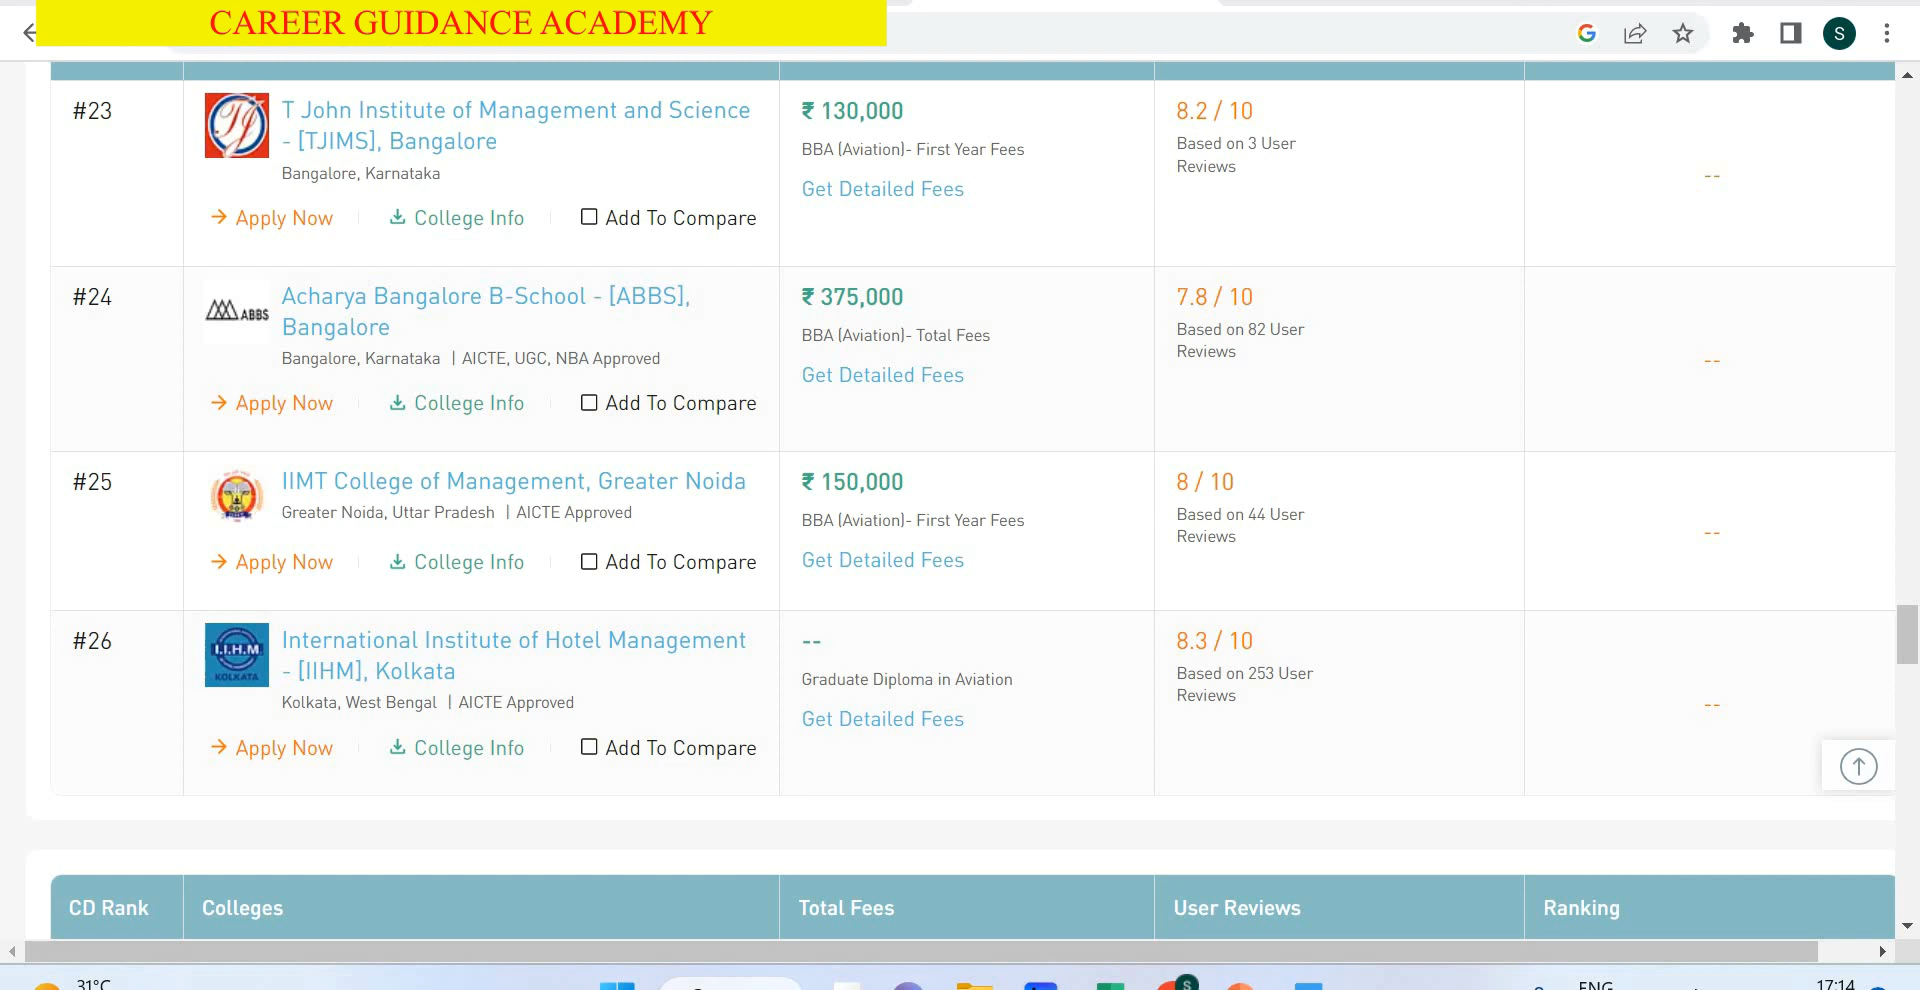 CAREER GUIDANCE ACADEMY
S
#23
T John Institute of Management and Science
- [TJIMS], Bangalore
Bangalore, Karnataka
Apply Now
College Info
Add To Compare
₹ 130,000
BBA (Aviation)- First Year Fees
Get Detailed Fees
8.2 / 10
Based on 3 User
Reviews
--
#24
ABBS
Acharya Bangalore B-School - [ABBS],
Bangalore
Bangalore, Karnataka | AICTE, UGC, NBA Approved
Apply Now
College Info
Add To Compare
₹ 375,000
BBA (Aviation)- Total Fees
Get Detailed Fees
7.8 / 10
Based on 82 User
Reviews
--
#25
IIMT College of Management, Greater Noida
Greater Noida, Uttar Pradesh | AICTE Approved
Apply Now
College Info
Add To Compare
₹ 150,000
BBA (Aviation)- First Year Fees
Get Detailed Fees
8 / 10
Based on 44 User
Reviews
--
#26
I.I.H.M
KOLKATA
International Institute of Hotel Management
- [IIHM], Kolkata
Kolkata, West Bengal | AICTE Approved
Apply Now
College Info
Add To Compare
--
Graduate Diploma in Aviation
Get Detailed Fees
8.3 / 10
Based on 253 User
Reviews
--
CD Rank
Colleges
Total Fees
User Reviews
Ranking
31°C
S
ENG
17:14